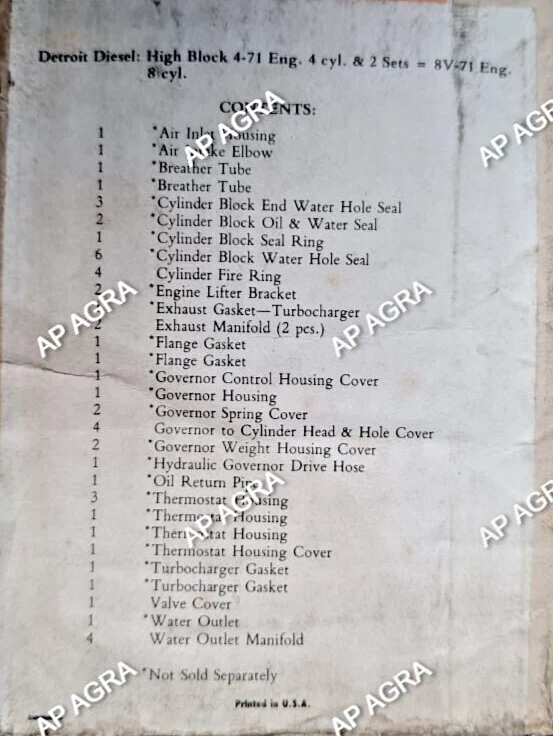 Detroit Diesel: High Block 4-71 Eng. 4 cyl. & 2 Sets = 8V-71 Eng.
8 cyl.
CONTENTS:
1 *Air Inlet Housing
1 *Air Intake Elbow
1 *Breather Tube
1 *Breather Tube
3 *Cylinder Block End Water Hole Seal
2 *Cylinder Block Oil & Water Seal
1 *Cylinder Block Seal Ring
6 *Cylinder Block Water Hole Seal
4 Cylinder Fire Ring
2 *Engine Lifter Bracket
*Exhaust Gasket—Turbocharger
2 Exhaust Manifold (2 pcs.)
1 *Flange Gasket
1 *Flange Gasket
1 *Governor Control Housing Cover
1 *Governor Housing
2 *Governor Spring Cover
4 Governor to Cylinder Head & Hole Cover
2 *Governor Weight Housing Cover
1 *Hydraulic Governor Drive Hose
1 *Oil Return Pipe
3 *Thermostat Housing
1 *Thermostat Housing
1 *Thermostat Housing
1 *Thermostat Housing Cover
1 *Turbocharger Gasket
1 *Turbocharger Gasket
1 Valve Cover
1 *Water Outlet
4 Water Outlet Manifold
*Not Sold Separately
Printed in U.S.A.
AP AGRA
AP AGRA
AP AGRA
AP AGRA
AP AGRA
AP AGRA
AP AGRA
AP AGRA